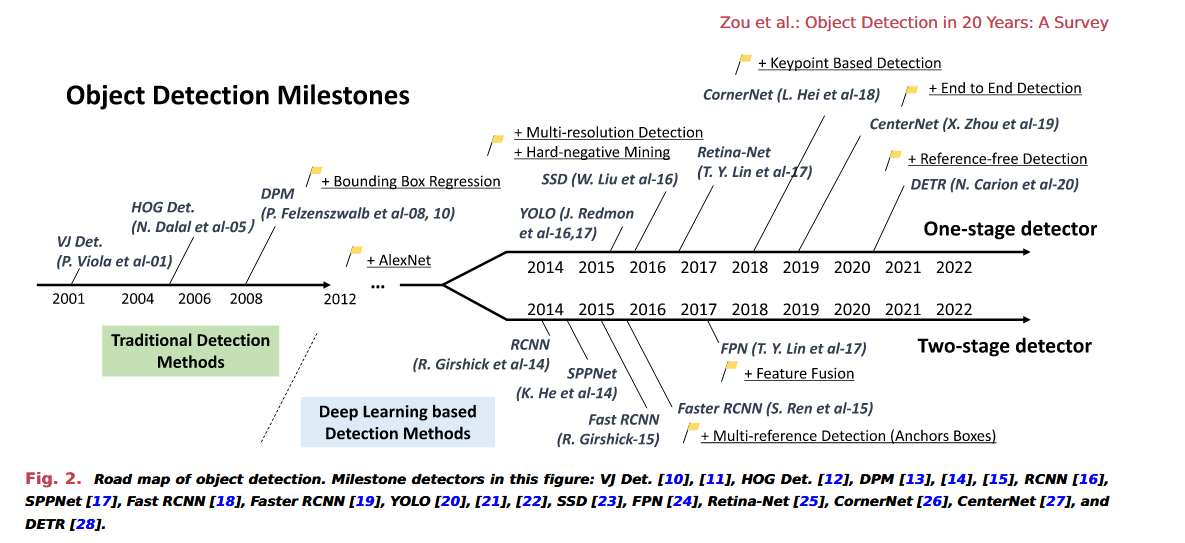 Zou et al.: Object Detection in 20 Years: A Survey
Object Detection Milestones
+ Keypoint Based Detection
CornerNet (L. Hei et al-18)
+ End to End Detection
CenterNet (X. Zhou et al-19)
+ Multi-resolution Detection
+ Hard-negative Mining
SSD (W. Liu et al-16)
Retina-Net
(T. Y. Lin et al-17)
+ Reference-free Detection
DETR (N. Carion et al-20)
+ Bounding Box Regression
DPM
(P. Felzenszwalb et al-08, 10)
HOG Det.
(N. Dalal et al-05)
YOLO (J. Redmon
et al-16,17)
VJ Det.
(P. Viola et al-01)
+ AlexNet
One-stage detector
2014 2015 2016 2017 2018 2019 2020 2021 2022
2001 2004 2006 2008 2012 ...
2014 2015 2016 2017 2018 2019 2020 2021 2022
Two-stage detector
Traditional Detection
Methods
RCNN
(R. Girshick et al-14)
SPPNet
(K. He et al-14)
FPN (T. Y. Lin et al-17)
+ Feature Fusion
Deep Learning based
Detection Methods
Fast RCNN
(R. Girshick-15)
Faster RCNN (S. Ren et al-15)
+ Multi-reference Detection (Anchors Boxes)
Fig. 2. Road map of object detection. Milestone detectors in this figure: VJ Det. [10], [11], HOG Det. [12], DPM [13], [14], [15], RCNN [16],
SPPNet [17], Fast RCNN [18], Faster RCNN [19], YOLO [20], [21], [22], SSD [23], FPN [24], Retina-Net [25], CornerNet [26], CenterNet [27], and
DETR [28].